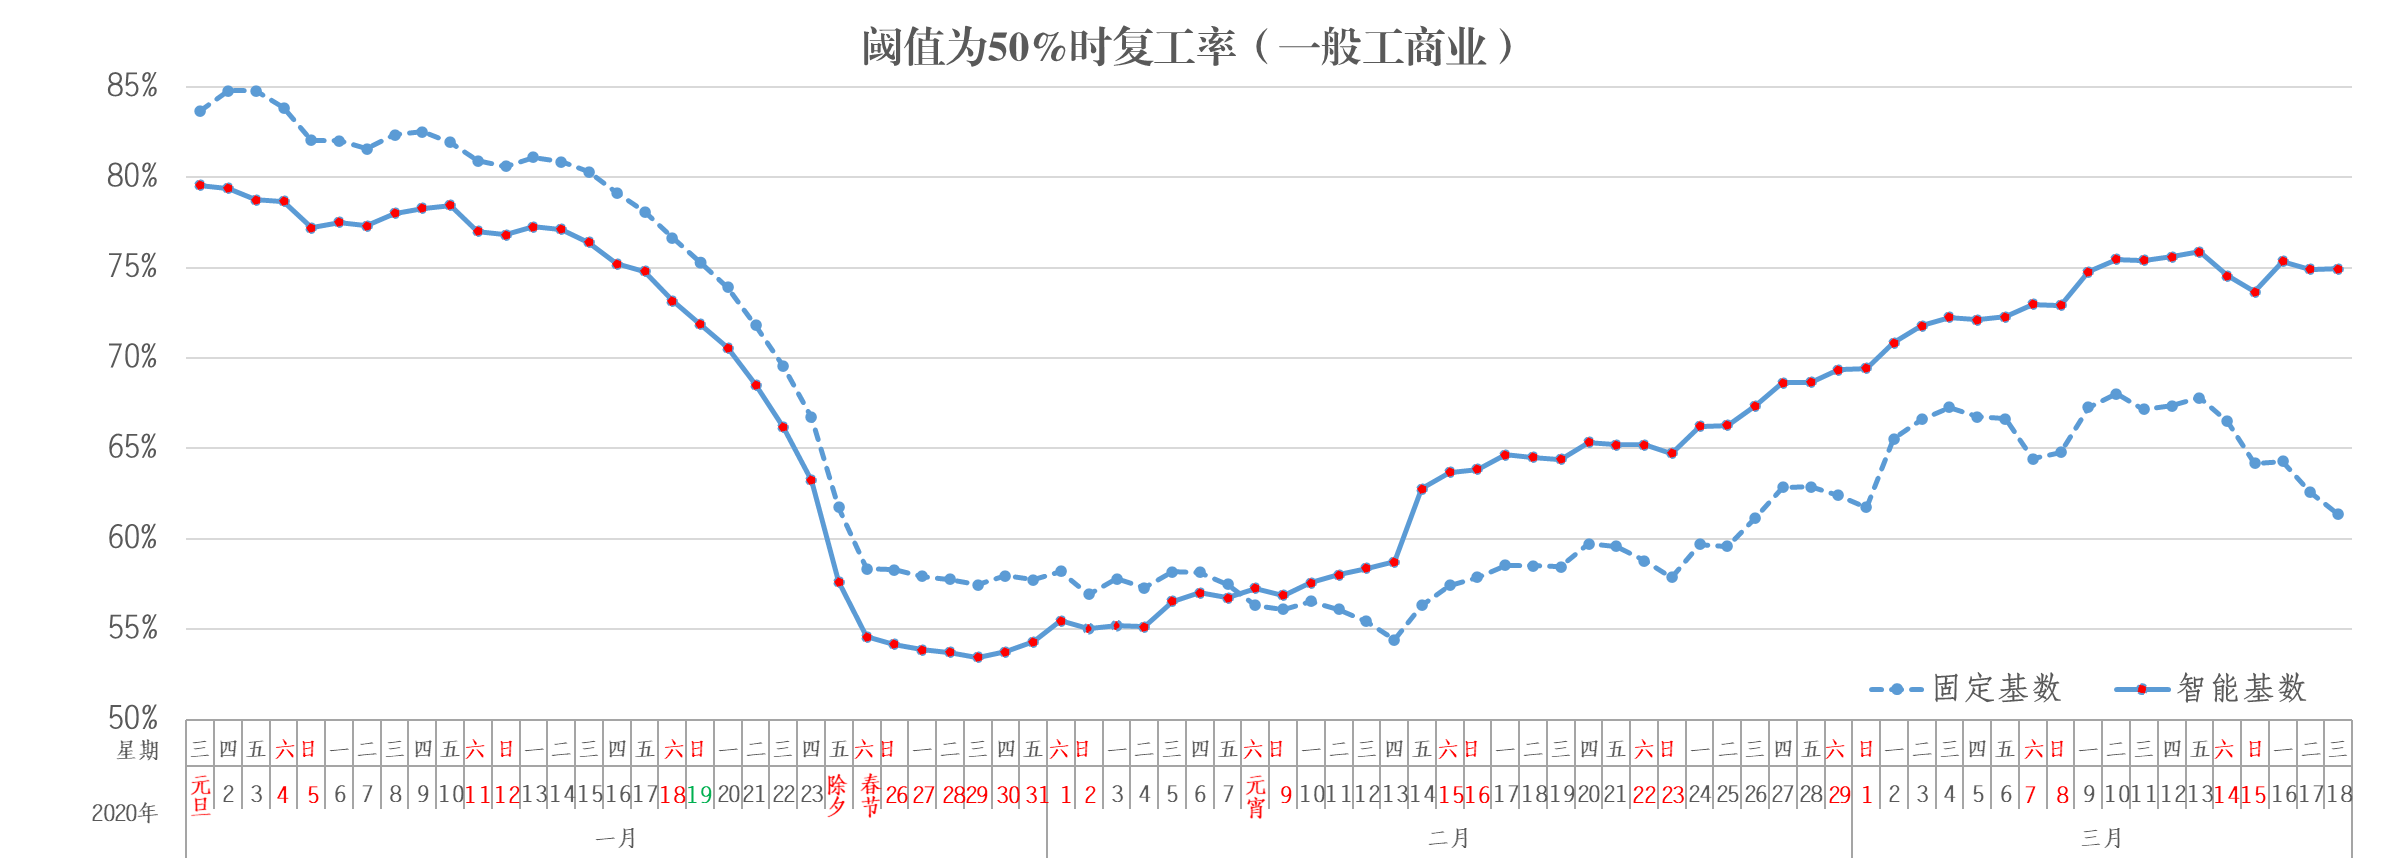 阈值为50%时复工率（一般工商业）
85%
80%
75%
70%
65%
60%
55%
50%
固定基数 智能基数
星期 三 四 五 六 日 一 二 三 四 五 六 日 一 二 三 四 五 六 日 一 二 三 四 五 六 日 一 二 三 四 五 六 日 一 二 三 四 五 六 日 一 二 三 四 五 六 日 一 二 三 四 五 六 日 一 二 三 四 五 六 日 一 二 三 四 五 六 日 一 二 三 四 五 六 日 一 二 三
2020年 元旦 2 3 4 5 6 7 8 9 10 11 12 13 14 15 16 17 18 19 20 21 22 23 除夕 春节 26 27 28 29 30 31 1 2 3 4 5 6 7 元宵 9 10 11 12 13 14 15 16 17 18 19 20 21 22 23 24 25 26 27 28 29 1 2 3 4 5 6 7 8 9 10 11 12 13 14 15 16 17 18
一月 二月 三月